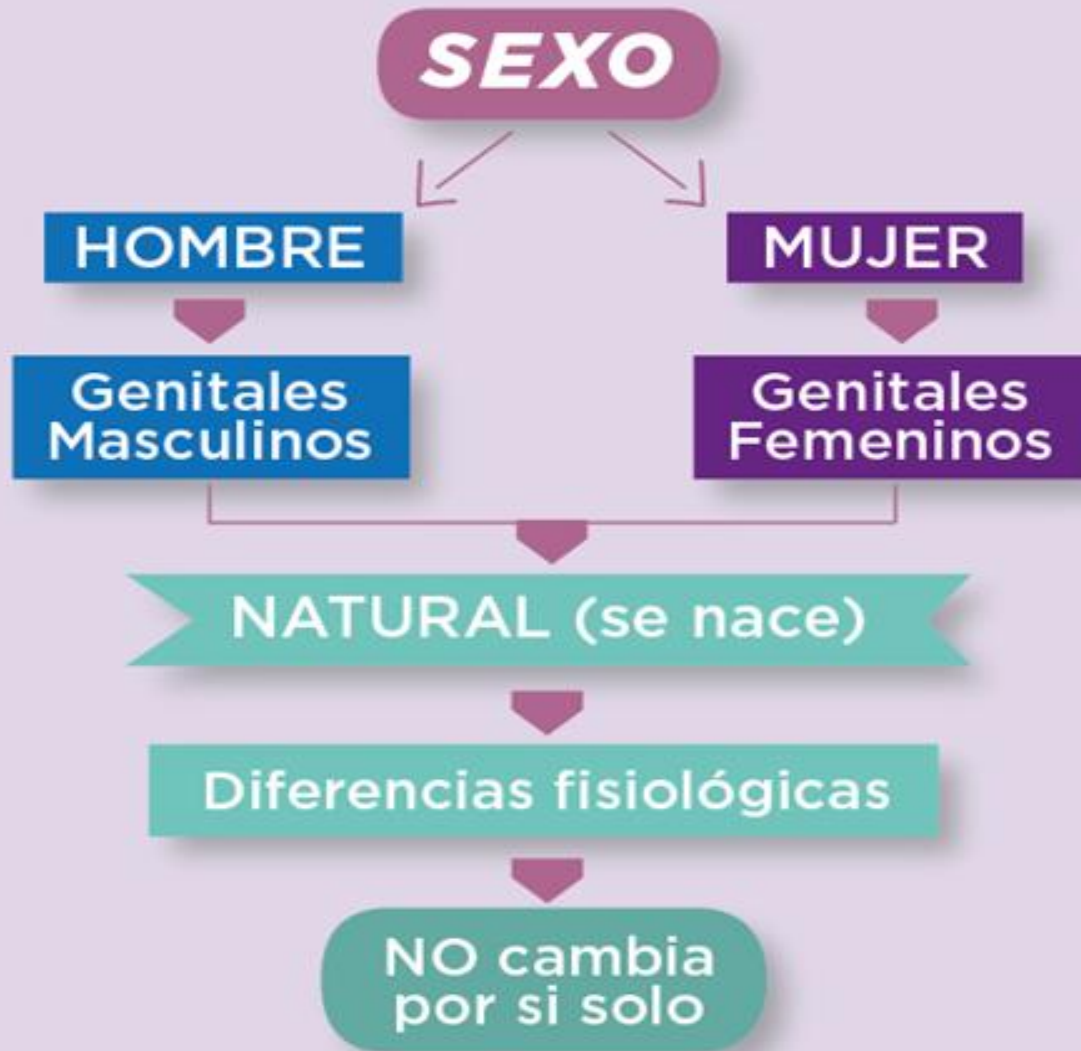 SEXO
HOMBRE
MUJER
Genitales
Masculinos
Genitales
Femeninos
NATURAL (se nace)
Diferencias fisiológicas
NO cambia
por si solo